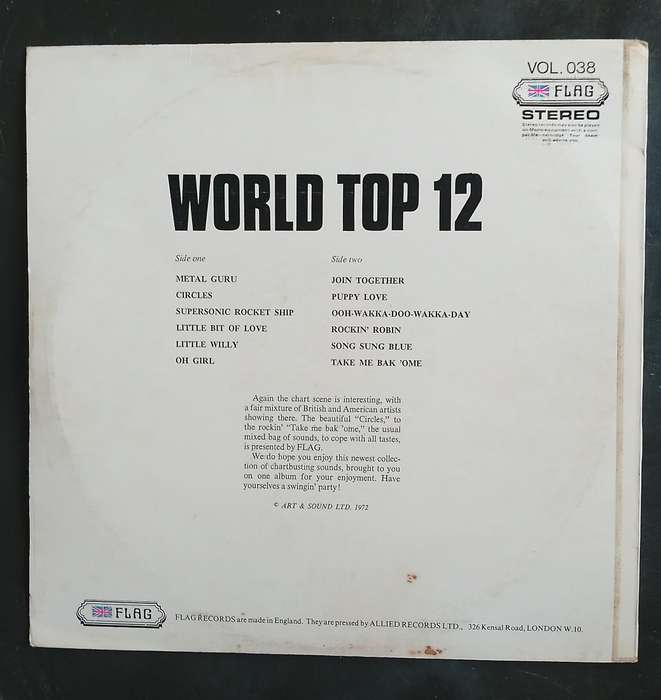 VOL. 038
FLAG
STEREO
Stereo records may also be played
WORLD TOP 12
Side one
METAL GURU
CIRCLES
SUPERSONIC ROCKET SHIP
LITTLE BIT OF LOVE
LITTLE WILLY
OH GIRL
Side two
JOIN TOGETHER
PUPPY LOVE
OOH-WAKKA-DOO-WAKKA-DAY
ROCKIN' ROBIN
SONG SUNG BLUE
TAKE ME BAK 'OME
Again the chart scene is interesting, with
a fair mixture of British and American artists
showing there. The beautiful "Circles," to
the rockin' "Take me bak 'ome," the usual
mixed bag of sounds, to cope with all tastes,
is presented by FLAG.
We do hope you enjoy this newest collec-
tion of chartbusting sounds, brought to you
on one album for your enjoyment. Have
yourselves a swingin' party!
© ART & SOUND LTD. 1972
FLAG
FLAG RECORDS are made in England. They are pressed by ALLIED RECORDS LTD., 326 Kensal Road, LONDON W.10.